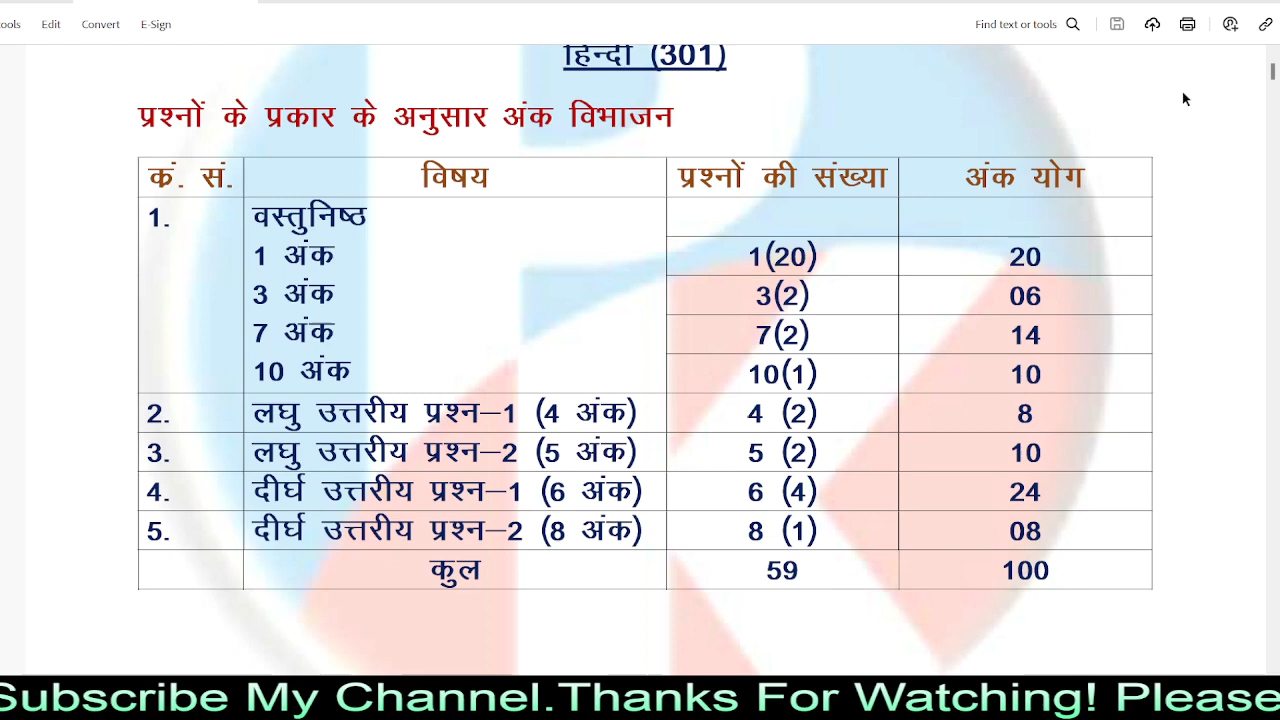 ools Edit Convert E-Sign Find text or tools
हिन्दी (301)
प्रश्नों के प्रकार के अनुसार अंक विभाजन
कं. सं. विषय प्रश्नों की संख्या अंक योग
1. वस्तुनिष्ठ
1 अंक 1(20) 20
3 अंक 3(2) 06
7 अंक 7(2) 14
10 अंक 10(1) 10
2. लघु उत्तरीय प्रश्न–1 (4 अंक) 4 (2) 8
3. लघु उत्तरीय प्रश्न–2 (5 अंक) 5 (2) 10
4. दीर्घ उत्तरीय प्रश्न–1 (6 अंक) 6 (4) 24
5. दीर्घ उत्तरीय प्रश्न–2 (8 अंक) 8 (1) 08
कुल 59 100
Subscribe My Channel.Thanks For Watching! Please